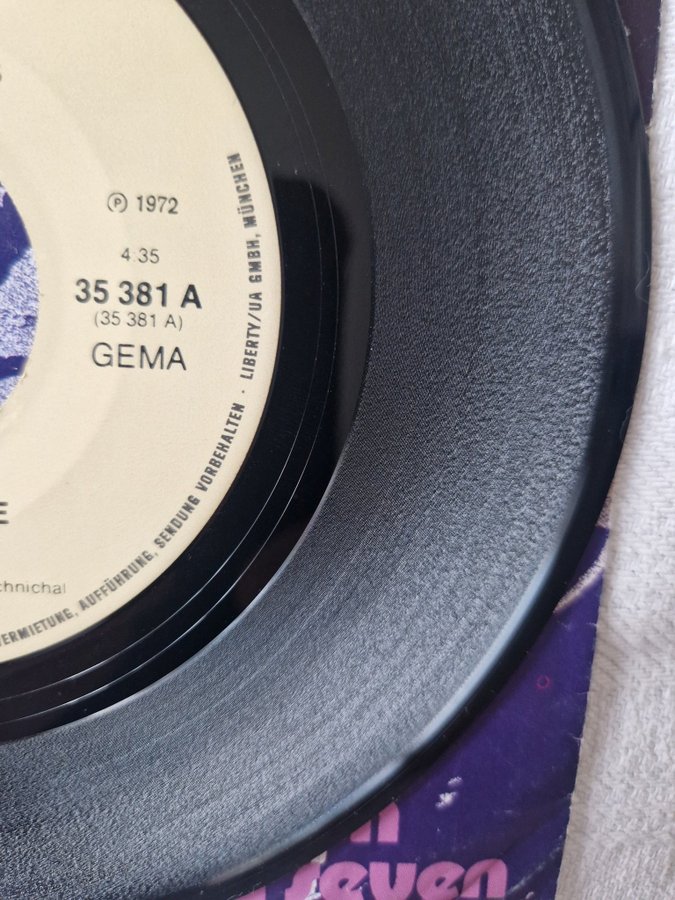 ℗ 1972
4:35
35 381 A
(35 381 A)
GEMA
E
chnichal
VERMIETUNG, AUFFÜHRUNG, SENDUNG VORBEHALTEN · LIBERTY/UA GMBH, MÜNCHEN
n
seven